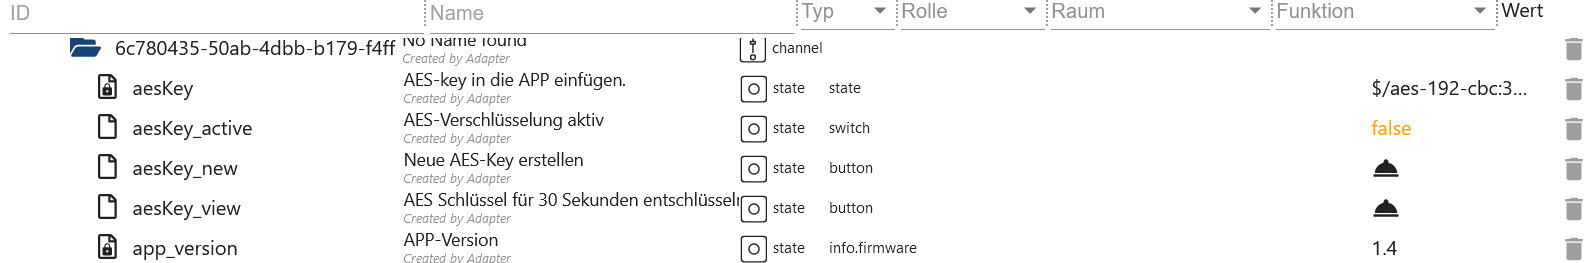 ID Name Typ Rolle Raum Funktion Wert
6c780435-50ab-4dbb-b179-f4ff No Name found channel
Created by Adapter
aesKey AES-key in die APP einfügen. state state $/aes-192-cbc:3...
Created by Adapter
aesKey_active AES-Verschlüsselung aktiv state switch false
Created by Adapter
aesKey_new Neue AES-Key erstellen state button
Created by Adapter
aesKey_view AES Schlüssel für 30 Sekunden entschlüsseln state button
Created by Adapter
app_version APP-Version state info.firmware 1.4
Created by Adapter